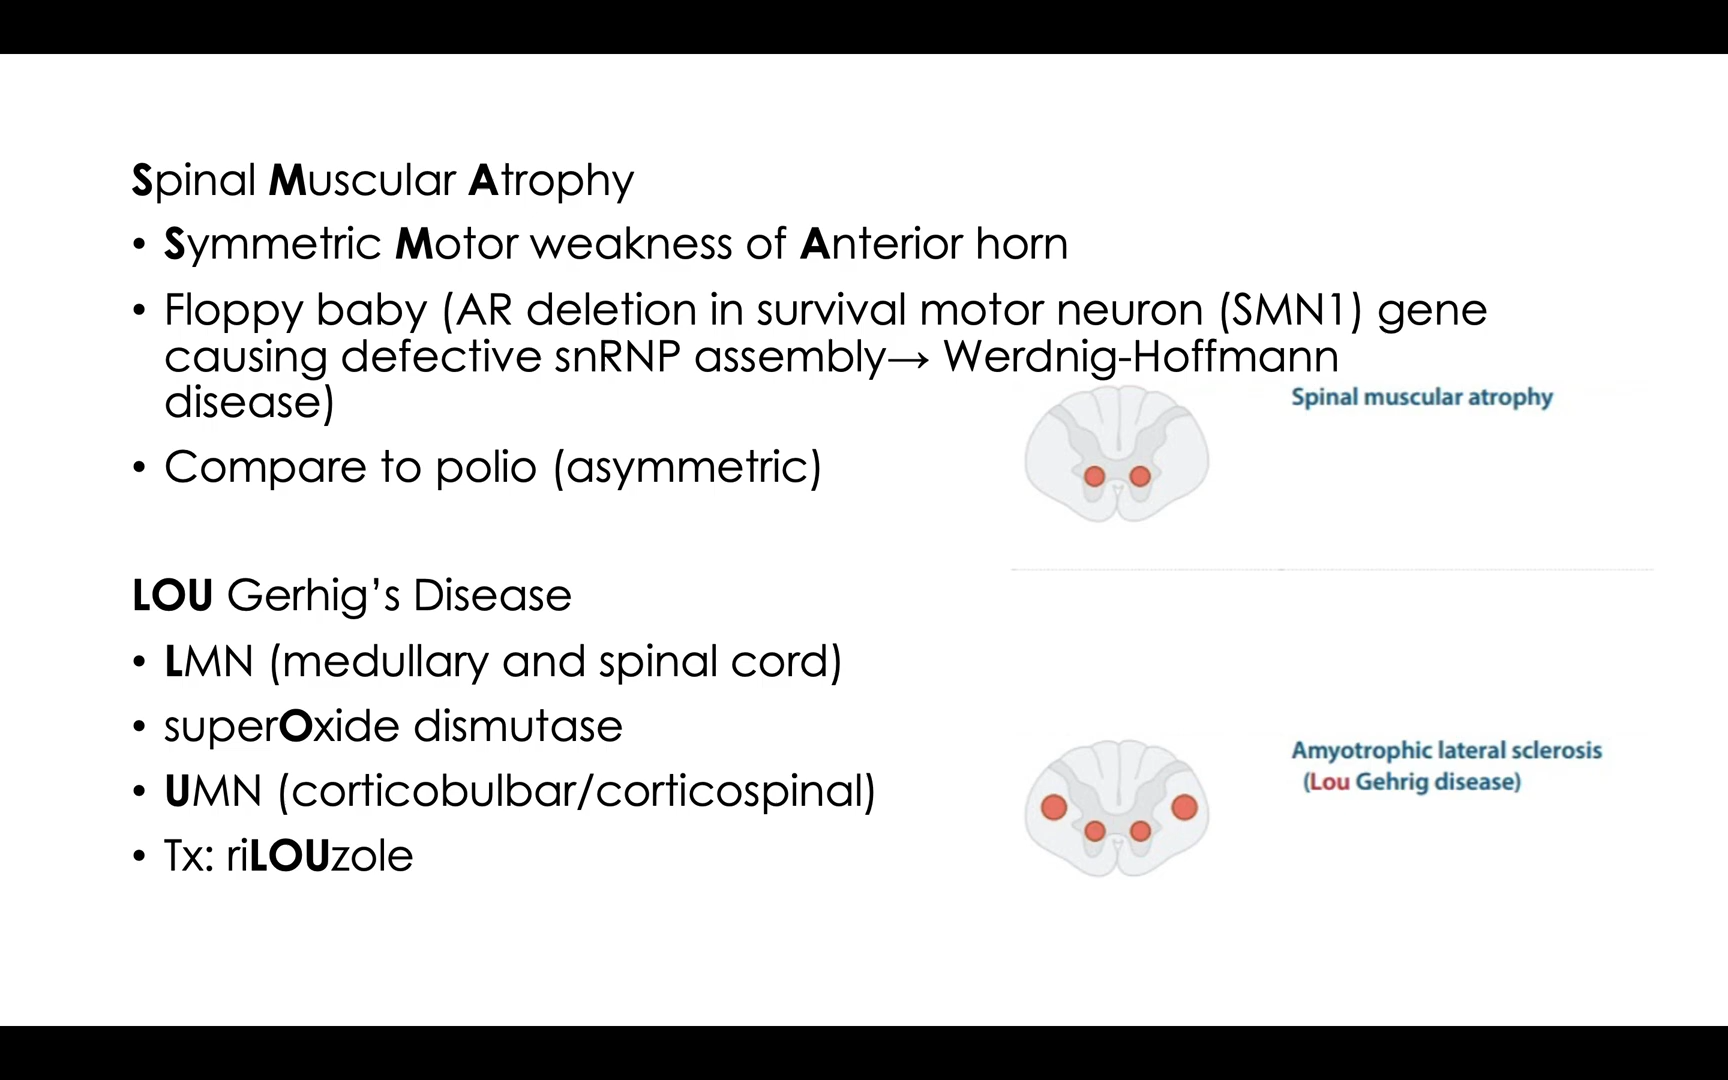 Spinal Muscular Atrophy
• Symmetric Motor weakness of Anterior horn
• Floppy baby (AR deletion in survival motor neuron (SMN1) gene
causing defective snRNP assembly→ Werdnig-Hoffmann
disease)
• Compare to polio (asymmetric)
Spinal muscular atrophy
LOU Gerhig’s Disease
• LMN (medullary and spinal cord)
• superOxide dismutase
• UMN (corticobulbar/corticospinal)
• Tx: riLOUzole
Amyotrophic lateral sclerosis
(Lou Gehrig disease)